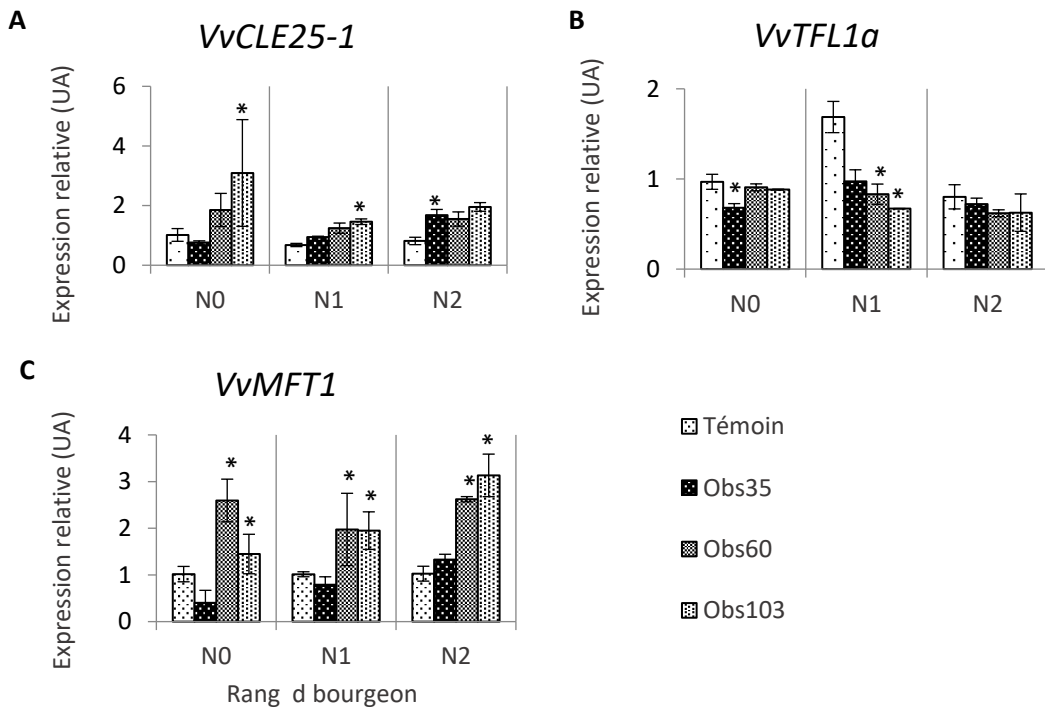 A
VvCLE25-1
Expression relative (UA)
6
4
2
0
*
*
*
N0
N1
N2
B
VvTFL1a
Expression relative (UA)
2
1
0
*
*
*
N0
N1
N2
C
VvMFT1
Expression relative (UA)
4
3
2
1
0
*
*
*
*
*
*
N0
N1
N2
Rang d bourgeon
Témoin
Obs35
Obs60
Obs103